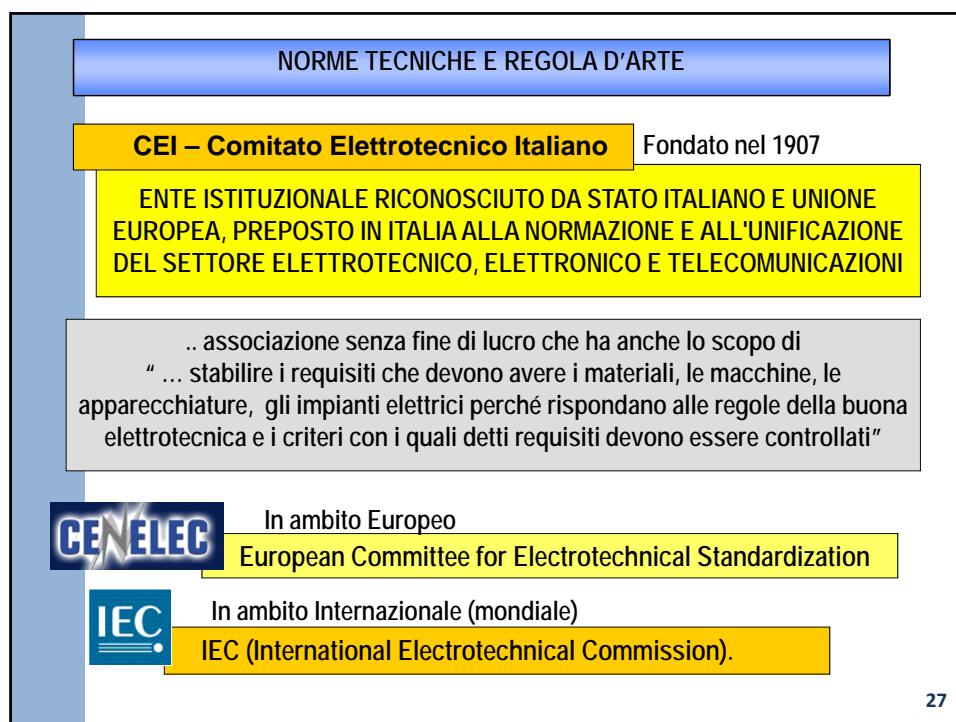 NORME TECNICHE E REGOLA D'ARTE
CEI – Comitato Elettrotecnico Italiano
Fondato nel 1907
ENTE ISTITUZIONALE RICONOSCIUTO DA STATO ITALIANO E UNIONE
EUROPEA, PREPOSTO IN ITALIA ALLA NORMAZIONE E ALL'UNIFICAZIONE
DEL SETTORE ELETTROTECNICO, ELETTRONICO E TELECOMUNICAZIONI
.. associazione senza fine di lucro che ha anche lo scopo di
“ … stabilire i requisiti che devono avere i materiali, le macchine, le
apparecchiature, gli impianti elettrici perché rispondano alle regole della buona
elettrotecnica e i criteri con i quali detti requisiti devono essere controllati”
CENELEC
In ambito Europeo
European Committee for Electrotechnical Standardization
IEC
In ambito Internazionale (mondiale)
IEC (International Electrotechnical Commission).
27